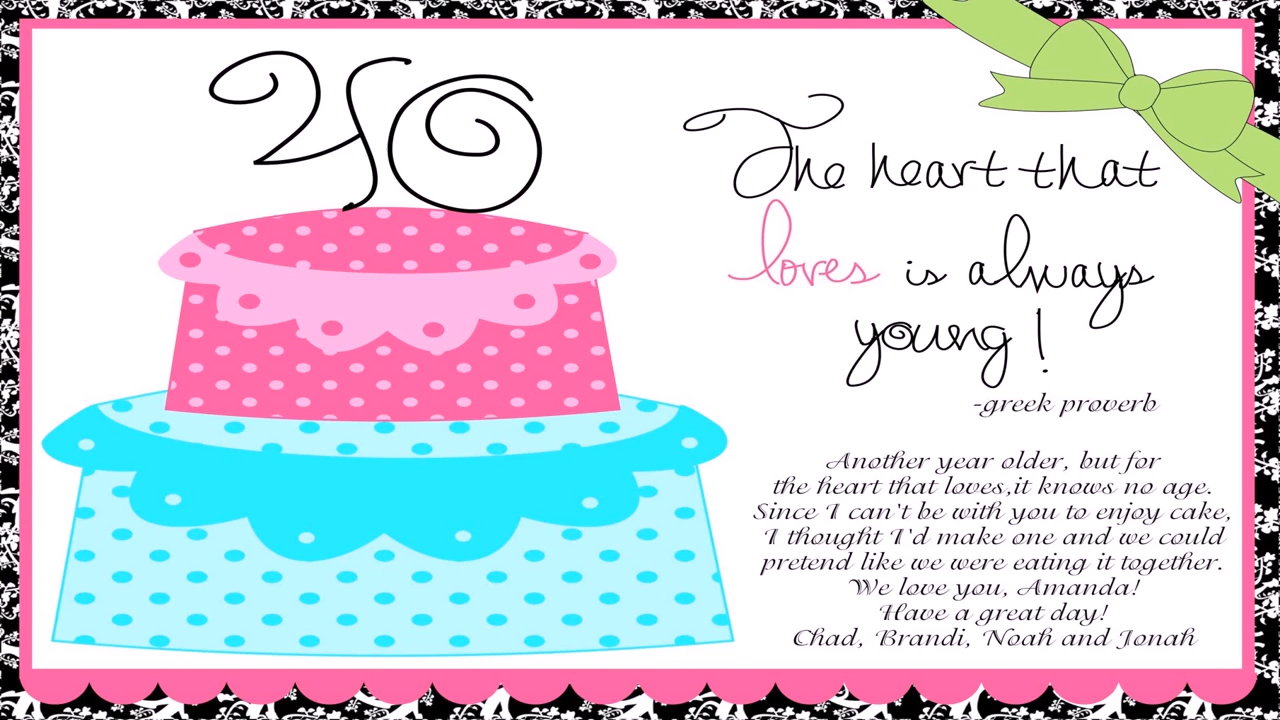 40
The heart that
loves is always
young!
-greek proverb
Another year older, but for
the heart that loves,it knows no age.
Since I can't be with you to enjoy cake,
I thought I'd make one and we could
pretend like we were eating it together.
We love you, Amanda!
Have a great day!
Chad, Brandi, Noah and Jonah